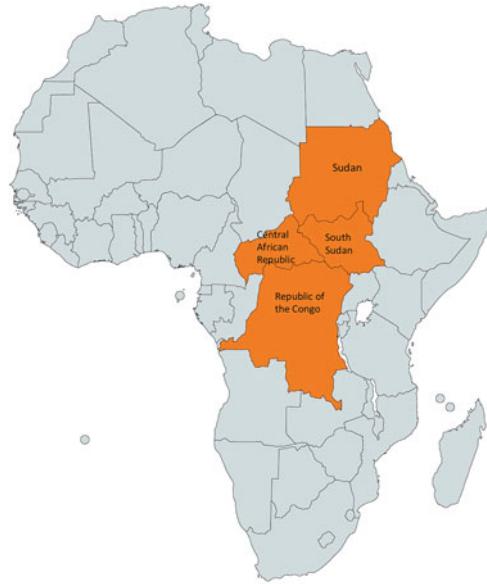 Sudan
Central
African
Republic
South
Sudan
Republic of
the Congo